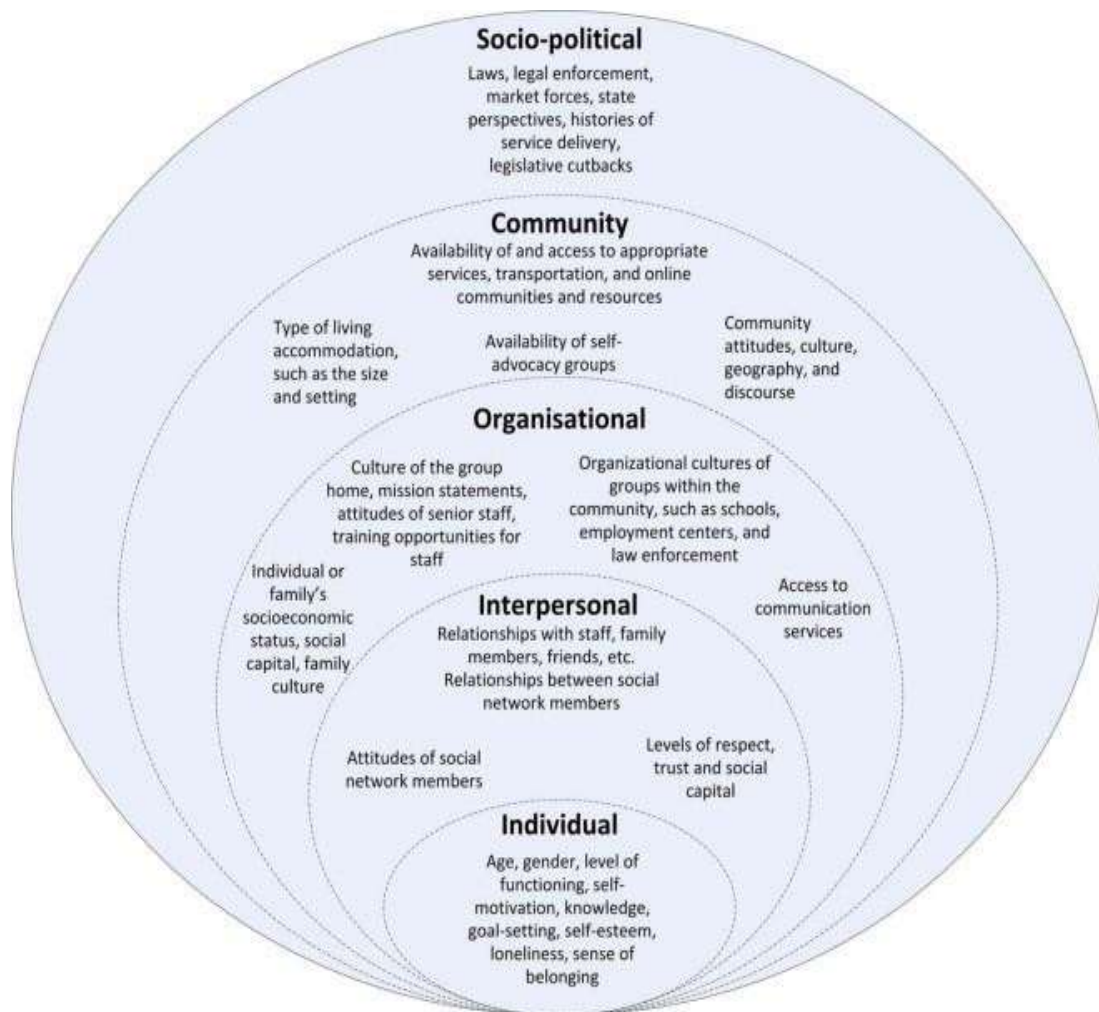 Socio-political
Laws, legal enforcement,
market forces, state
perspectives, histories of
service delivery,
legislative cutbacks
Community
Availability of and access to appropriate
services, transportation, and online
communities and resources
Type of living
accommodation,
such as the size
and setting
Availability of self-
advocacy groups
Community
attitudes, culture,
geography, and
discourse
Organisational
Culture of the group
home, mission statements,
attitudes of senior staff,
training opportunities for
staff
Organizational cultures of
groups within the
community, such as schools,
employment centers, and
law enforcement
Individual or
family's
socioeconomic
status, social
capital, family
culture
Access to
communication
services
Interpersonal
Relationships with staff, family
members, friends, etc.
Relationships between social
network members
Attitudes of social
network members
Levels of respect,
trust and social
capital
Individual
Age, gender, level of
functioning, self-
motivation, knowledge,
goal-setting, self-esteem,
loneliness, sense of
belonging